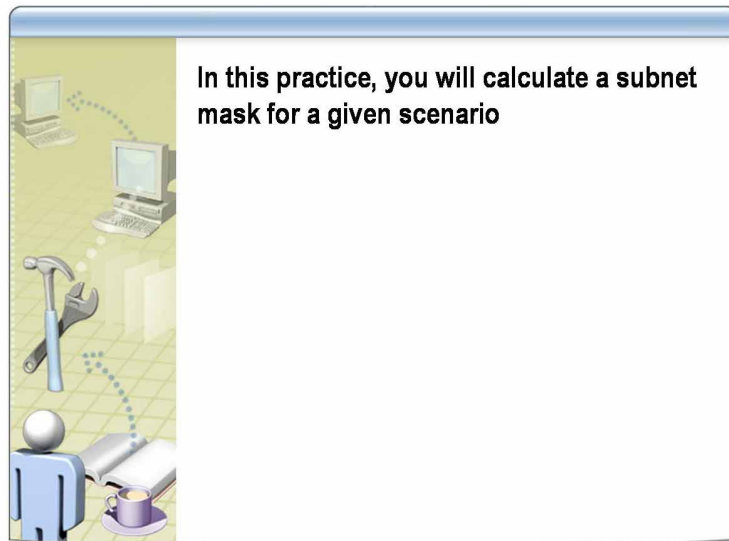 In this practice, you will calculate a subnet
mask for a given scenario